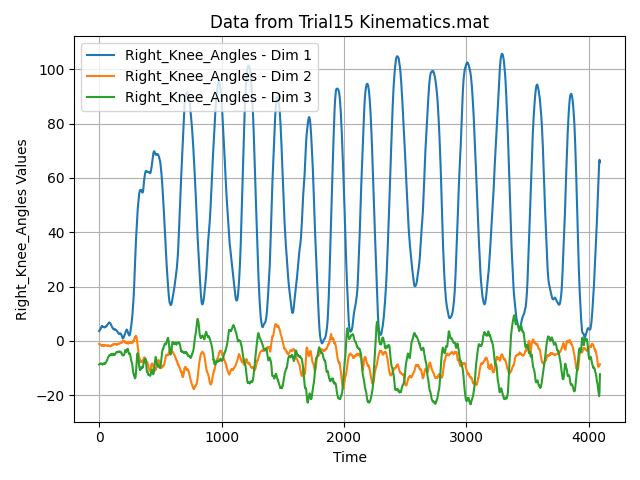 Data from Trial15 Kinematics.mat
Right_Knee_Angles - Dim 1
Right_Knee_Angles - Dim 2
Right_Knee_Angles - Dim 3
Right_Knee_Angles Values
100
80
60
40
20
0
−20
0 1000 2000 3000 4000
Time